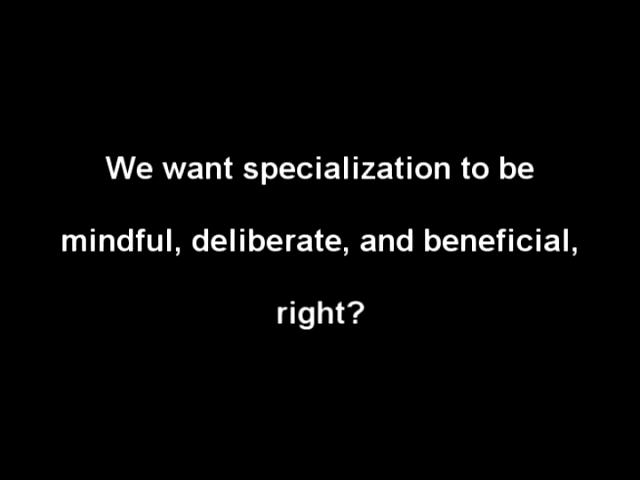 We want specialization to be
mindful, deliberate, and beneficial,
right?